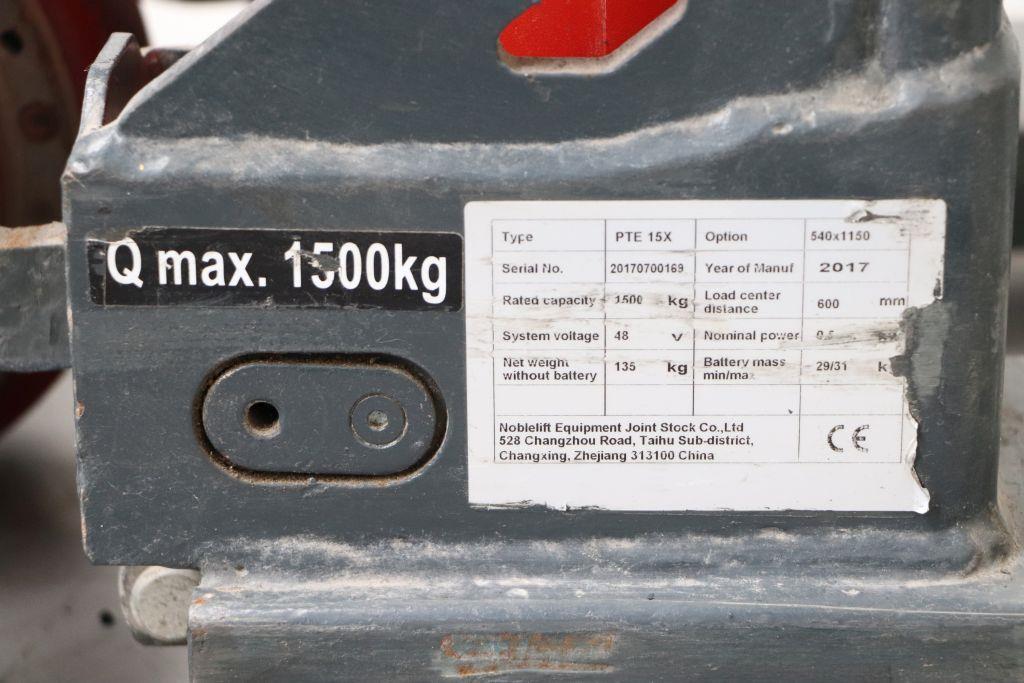 Q max. 1500kg
Type PTE 15X Option 540x1150
Serial No. 20170700169 Year of Manuf 2017
Rated capacity 1500 kg Load center distance 600 mm
System voltage 48 V Nominal power 0.5
Net weight without battery 135 kg Battery mass min/max 29/31 k
Noblelift Equipment Joint Stock Co.,Ltd
528 Changzhou Road, Taihu Sub-district,
Changxing, Zhejiang 313100 China
CE